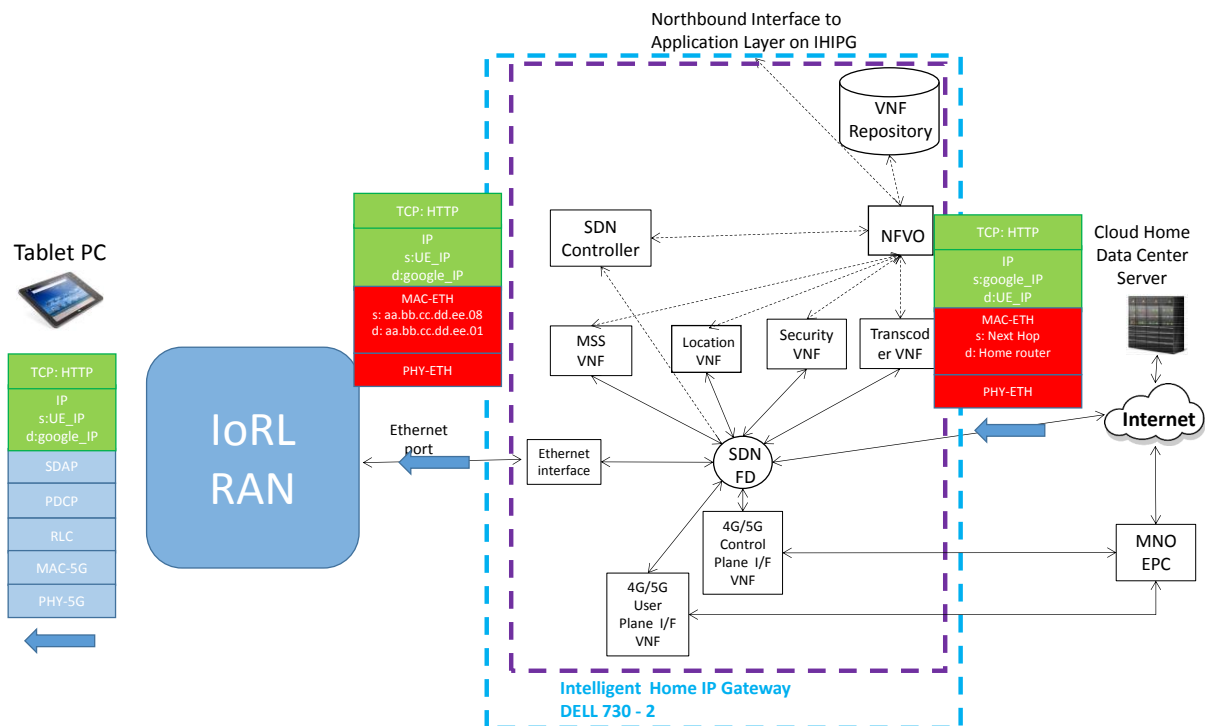 Northbound Interface to
Application Layer on IHIPG
VNF
Repository
TCP: HTTP
IP
s:UE_IP
d:google_IP
MAC-ETH
s: aa.bb.cc.dd.ee.08
d: aa.bb.cc.dd.ee.01
PHY-ETH
SDN
Controller
NFVO
TCP: HTTP
IP
s:google_IP
d:UE_IP
MAC-ETH
s: Next Hop
d: Home router
PHY-ETH
Cloud Home
Data Center
Server
Tablet PC
MSS
VNF
Location
VNF
Security
VNF
Transcod
er VNF
TCP: HTTP
IP
s:UE_IP
d:google_IP
SDAP
PDCP
RLC
MAC-5G
PHY-5G
IoRL
RAN
Ethernet
port
Ethernet
interface
SDN
FD
Internet
4G/5G
Control
Plane I/F
VNF
MNO
EPC
4G/5G
User
Plane I/F
VNF
Intelligent Home IP Gateway
DELL 730 - 2